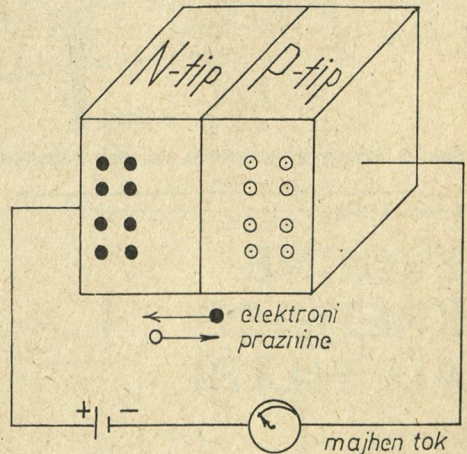 N-tip P-tip
elektroni
praznine
+ −
majhen tok